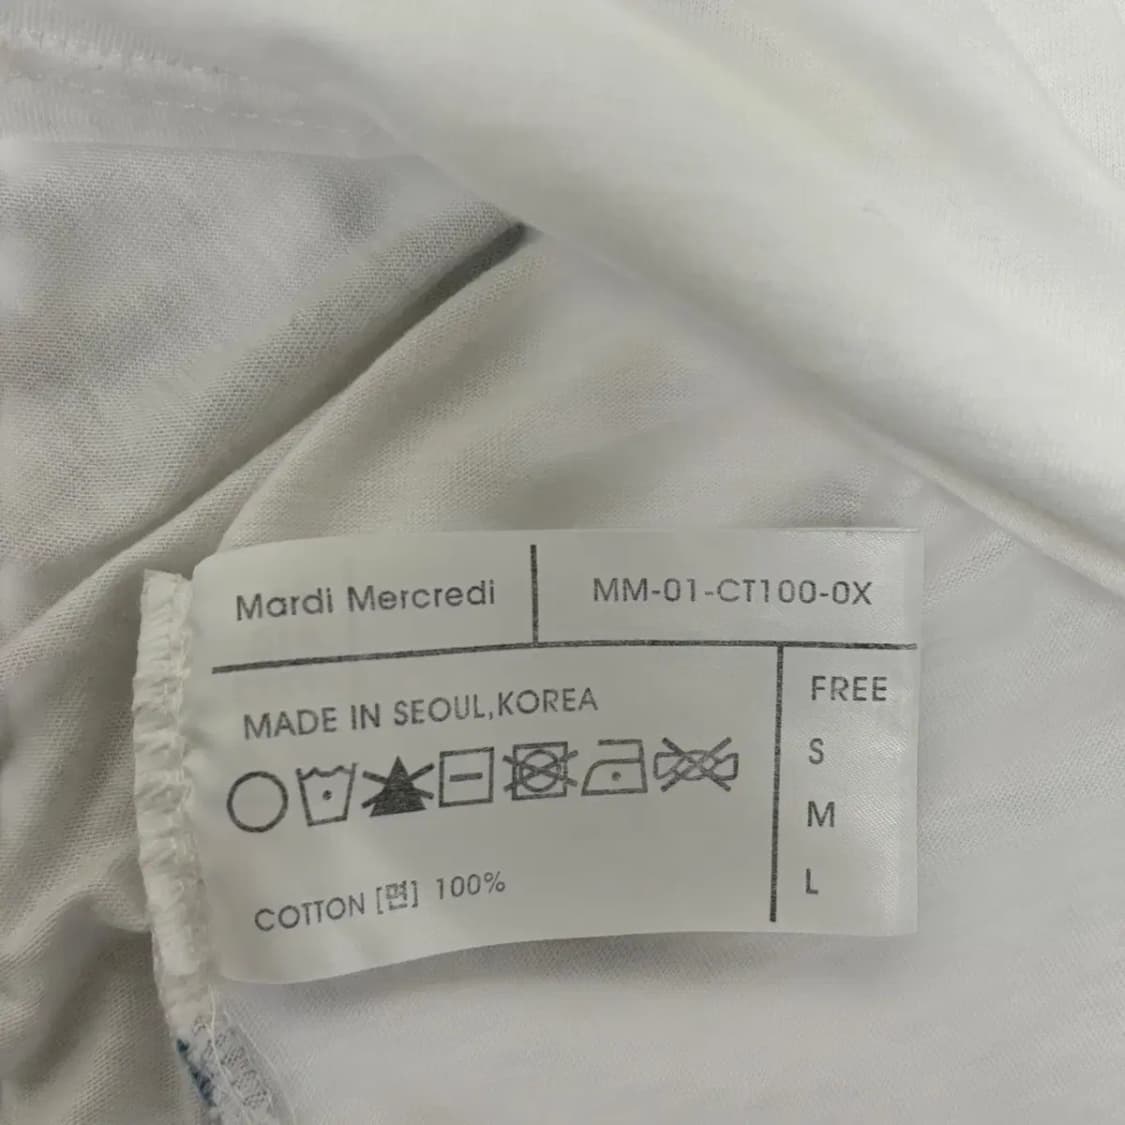 Mardi Mercredi
MM-01-CT100-0X
MADE IN SEOUL,KOREA
COTTON [면] 100%
FREE
S
M
L